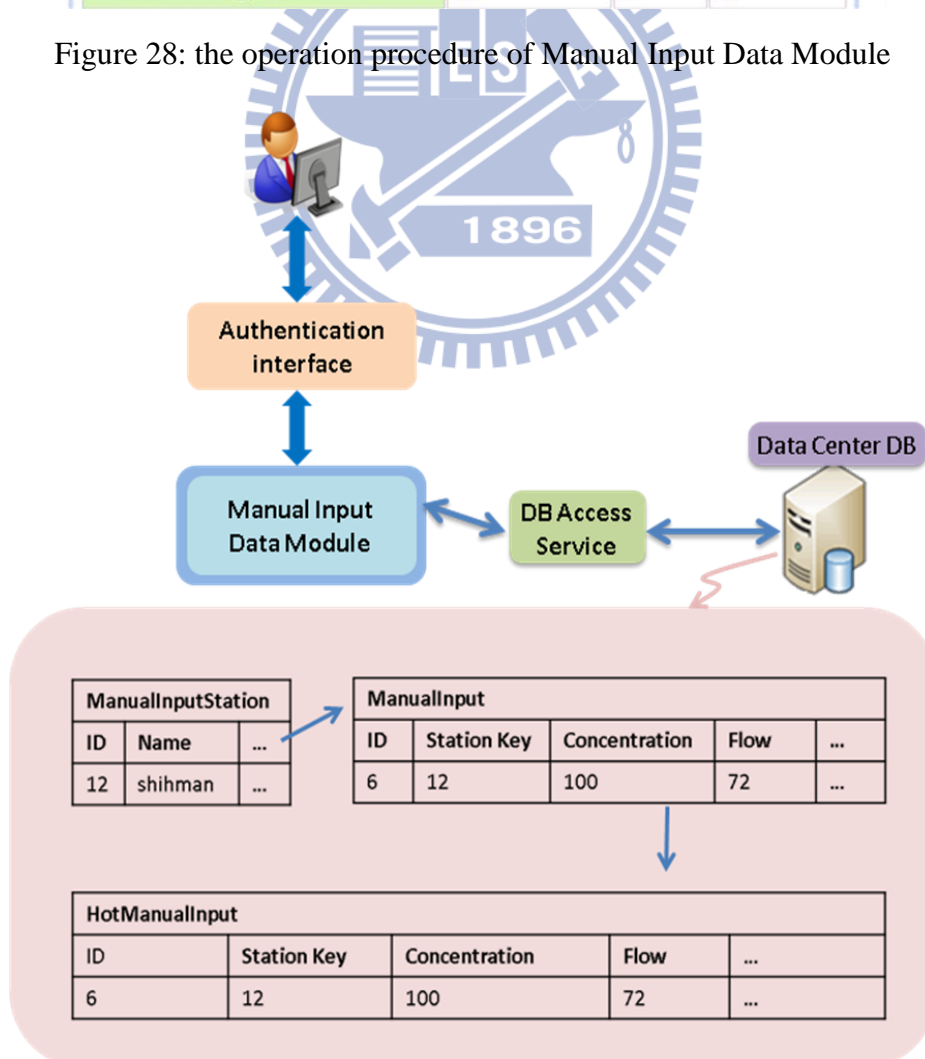 Figure 28: the operation procedure of Manual Input Data Module
E S A
8
1896
Authentication
interface
Data Center DB
Manual Input
Data Module
DB Access
Service
ManualInputStation
ID Name ...
12 shihman ...
ManualInput
ID Station Key Concentration Flow ...
6 12 100 72 ...
HotManualInput
ID Station Key Concentration Flow ...
6 12 100 72 ...